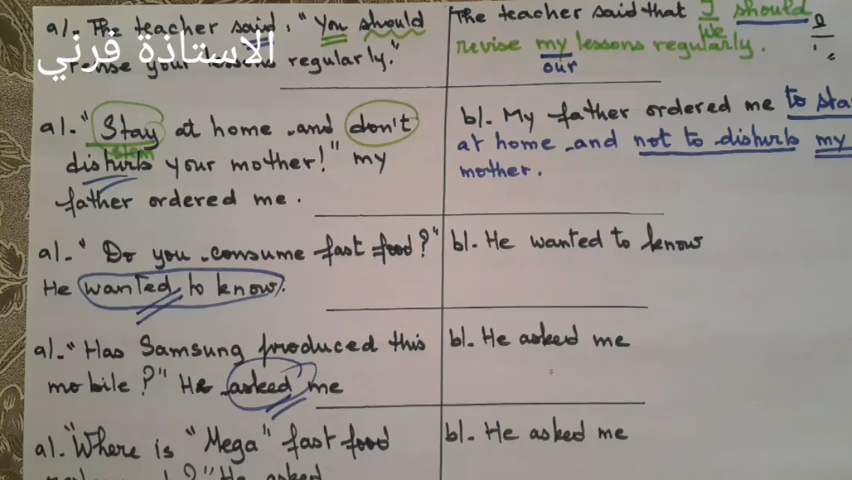 a/. The teacher said: "You should
revise your lessons regularly."
الاستاذة قرني
The teacher said that I should
we
revise my lessons regularly.
our
a/. "Stay at home and don't
disturb your mother!" my
father ordered me.
b/. My father ordered me to sta
at home and not to disturb my
mother.
a/. "Do you consume fast food?"
He wanted to know.
b/. He wanted to know
a/. "Has Samsung produced this
mobile?" He asked me
b/. He asked me
a/. "Where is "Mega" fast food
?" He asked
b/. He asked me